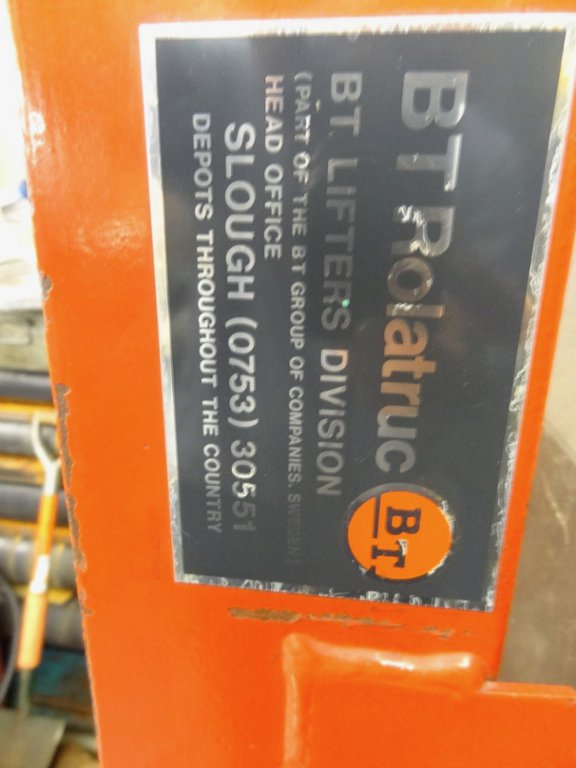 BT Rolatruc
BT
BT LIFTERS DIVISION
(PART OF THE BT GROUP OF COMPANIES. SWEDEN)
HEAD OFFICE
SLOUGH (0753) 30551
DEPOTS THROUGHOUT THE COUNTRY